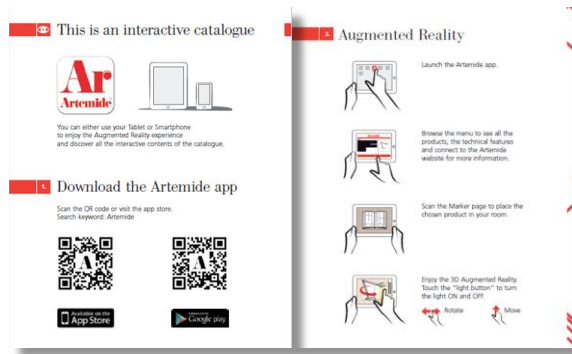 This is an interactive catalogue
Ar
Artemide
You can either use your Tablet or Smartphone
to enjoy the Augmented Reality experience
and discover all the interactive contents of the catalogue.
1.
Download the Artemide app
Scan the QR code or visit the app store.
Search keyword: Artemide
A
A
Available on the
App Store
Google play
2.
Augmented Reality
Launch the Artemide app.
Browse the menu to see all the
products, the technical features
and connect to the Artemide
website for more information.
Scan the Marker page to place the
chosen product in your room.
Enjoy the 3D Augmented Reality.
Touch the "light button" to turn
the light ON and OFF.
Rotate
Move